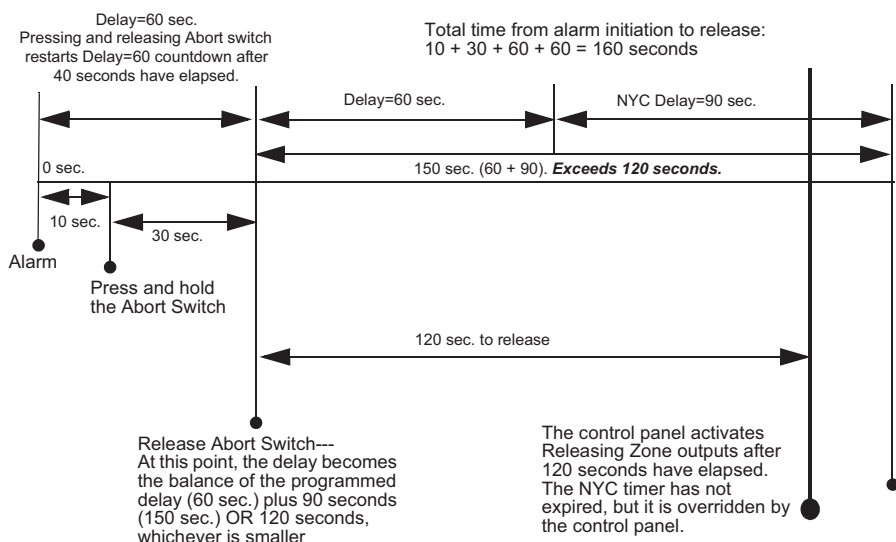 Delay=60 sec.
Pressing and releasing Abort switch
restarts Delay=60 countdown after
40 seconds have elapsed.
Total time from alarm initiation to release:
10 + 30 + 60 + 60 = 160 seconds
Delay=60 sec.
NYC Delay=90 sec.
0 sec.
150 sec. (60 + 90). Exceeds 120 seconds.
10 sec.
30 sec.
Alarm
Press and hold
the Abort Switch
120 sec. to release
Release Abort Switch---
At this point, the delay becomes
the balance of the programmed
delay (60 sec.) plus 90 seconds
(150 sec.) OR 120 seconds,
whichever is smaller
The control panel activates
Releasing Zone outputs after
120 seconds have elapsed.
The NYC timer has not
expired, but it is overridden by
the control panel.